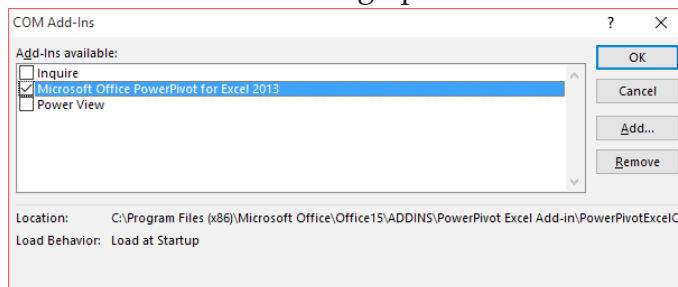 COM Add-Ins ? ×
Add-Ins available:
Inquire
Microsoft Office PowerPivot for Excel 2013
Power View
OK
Cancel
Add...
Remove
Location: C:\Program Files (x86)\Microsoft Office\Office15\ADDINS\PowerPivot Excel Add-in\PowerPivotExcelC
Load Behavior: Load at Startup